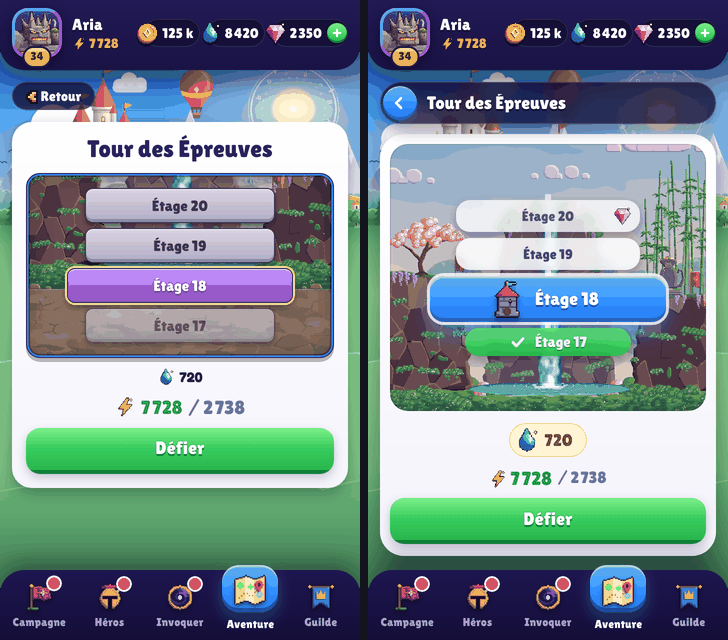 Aria
7728
34
125 k
8420
2350
Retour
Tour des Épreuves
Étage 20
Étage 19
Étage 18
Étage 17
720
7728 / 2738
Défier
Campagne
Héros
Invoquer
Aventure
Guilde
Aria
7728
34
125 k
8420
2350
Tour des Épreuves
Étage 20
Étage 19
Étage 18
Étage 17
720
7728 / 2738
Défier
Campagne
Héros
Invoquer
Aventure
Guilde